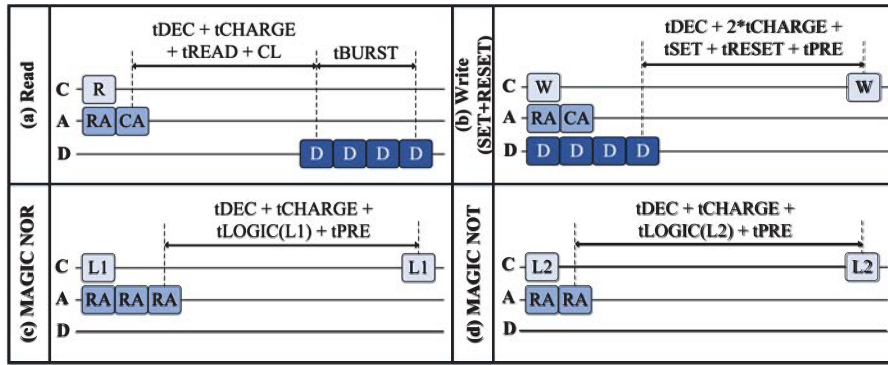 (a) Read
tDEC + tCHARGE
+ tREAD + CL
tBURST
C R
A RA CA
D D D D D
(b) Write
(SET+RESET)
tDEC + 2*tCHARGE +
tSET + tRESET + tPRE
C W W
A RA CA
D D D D D
(c) MAGIC NOR
tDEC + tCHARGE +
tLOGIC(L1) + tPRE
C L1 L1
A RA RA RA
D
(d) MAGIC NOT
tDEC + tCHARGE +
tLOGIC(L2) + tPRE
C L2 L2
A RA RA
D